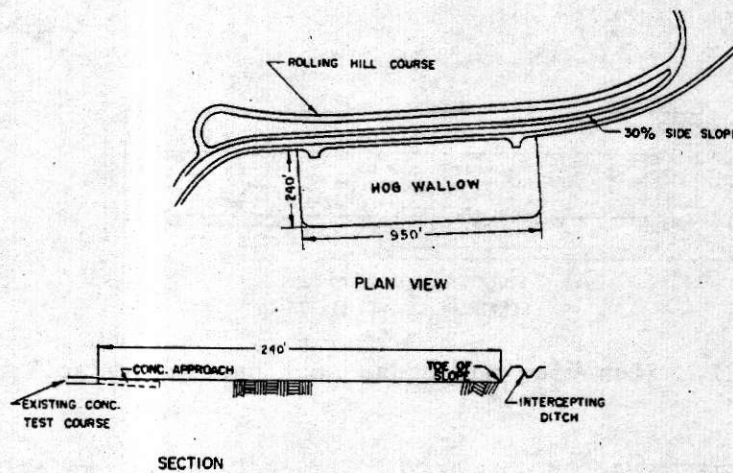 ROLLING HILL COURSE
30% SIDE SLOPE
240'
HOG WALLOW
950'
PLAN VIEW
240'
CONC. APPROACH
TOE OF
SLOPE
EXISTING CONC.
TEST COURSE
INTERCEPTING
DITCH
SECTION